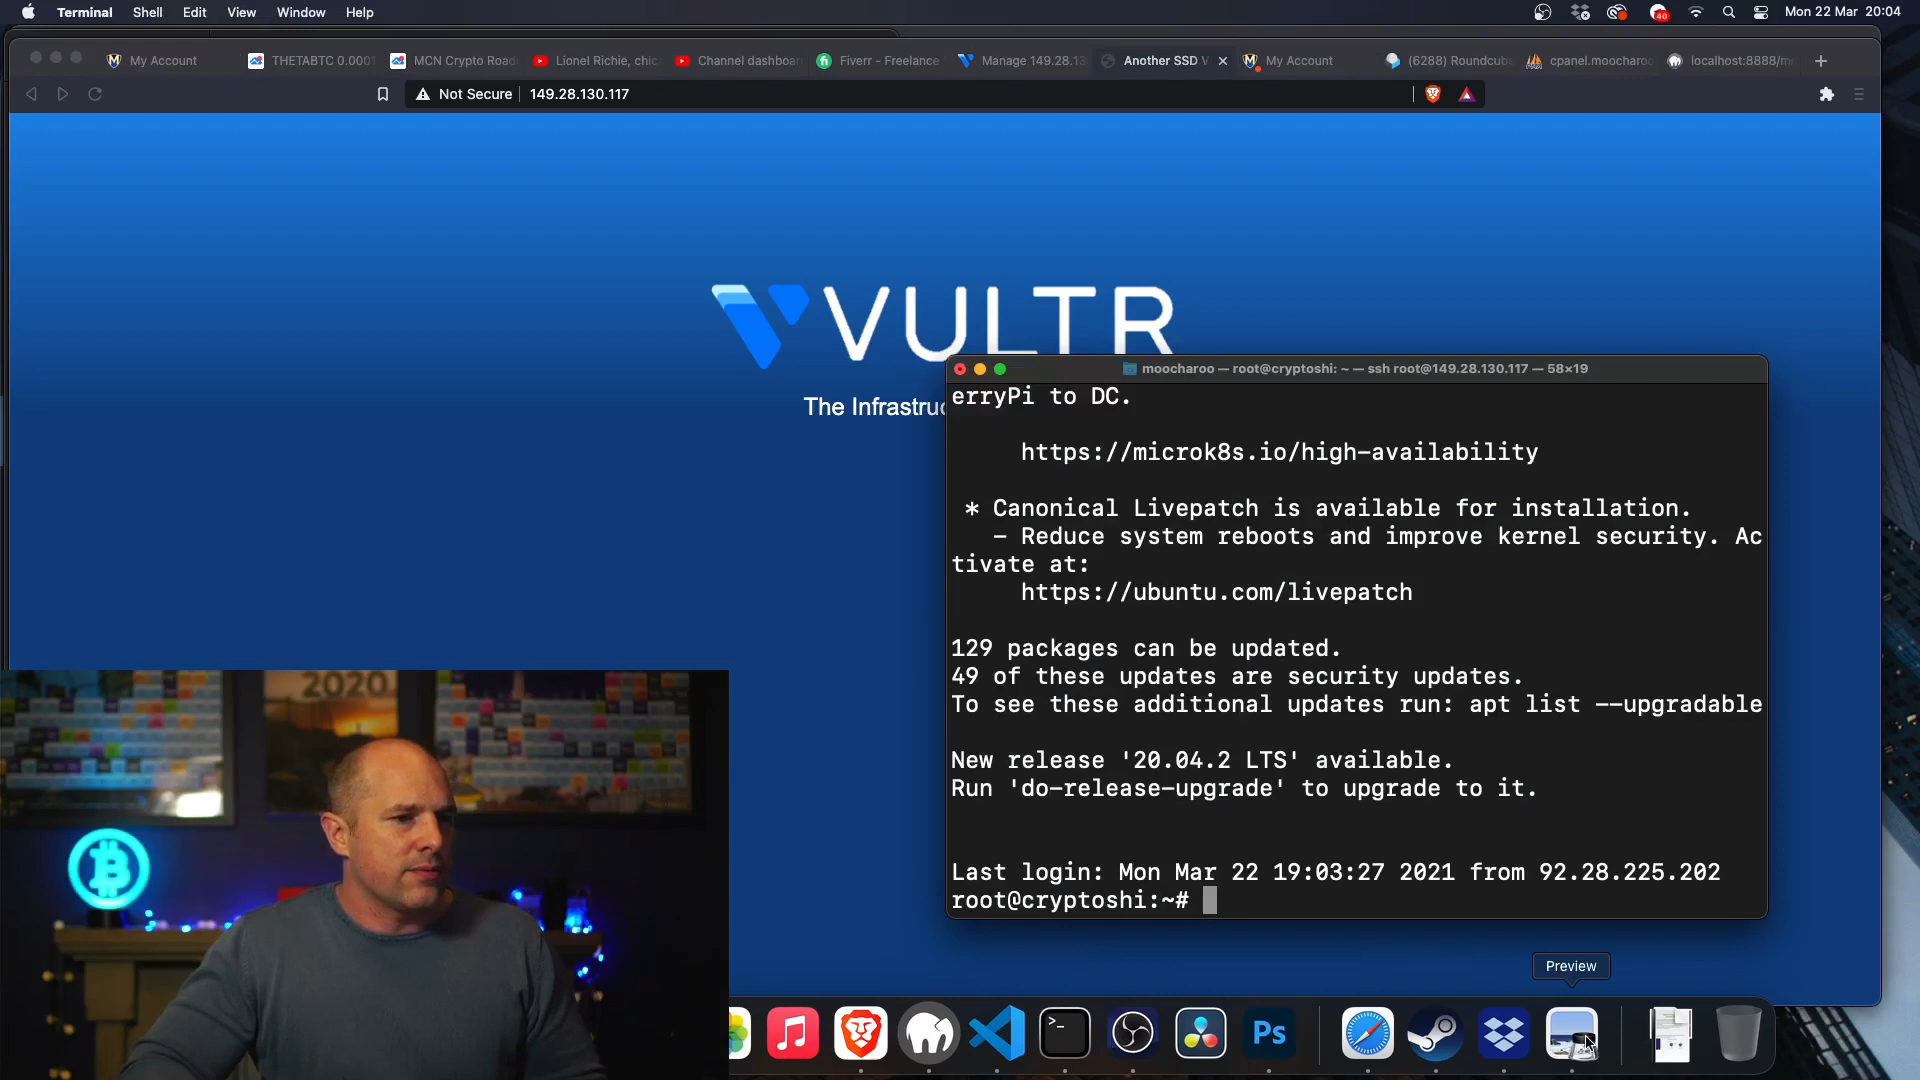 Terminal Shell Edit View Window Help
40
Mon 22 Mar 20:04
My Account
THETABTC 0.0001
MCN Crypto Road
Lionel Richie, chic
Channel dashboa
Fiverr - Freelance
Manage 149.28.13
Another SSD V
My Account
(6288) Roundcube
cpanel.moocharoo
localhost:8888/m
Not Secure
149.28.130.117
VULTR
The Infrastru
moocharoo — root@cryptoshi: ~ — ssh root@149.28.130.117 — 58×19
erryPi to DC.
https://microk8s.io/high-availability
* Canonical Livepatch is available for installation.
- Reduce system reboots and improve kernel security. Ac
tivate at:
https://ubuntu.com/livepatch
129 packages can be updated.
49 of these updates are security updates.
To see these additional updates run: apt list --upgradable
New release '20.04.2 LTS' available.
Run 'do-release-upgrade' to upgrade to it.
Last login: Mon Mar 22 19:03:27 2021 from 92.28.225.202
root@cryptoshi:~#
2020
Preview
>_
Ps